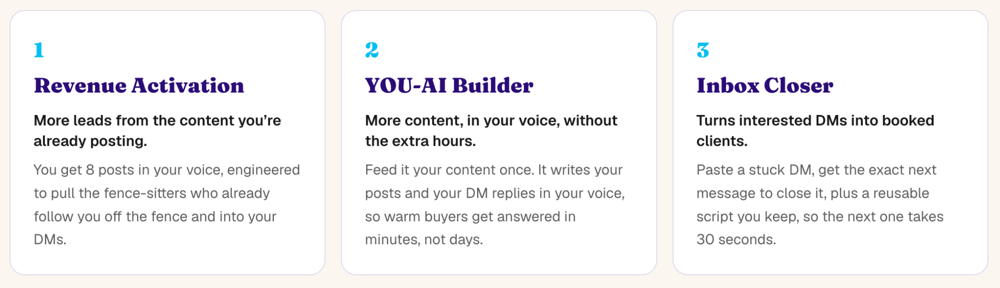 1
Revenue Activation
More leads from the content you’re
already posting.
You get 8 posts in your voice, engineered
to pull the fence-sitters who already
follow you off the fence and into your
DMs.
2
YOU-AI Builder
More content, in your voice, without
the extra hours.
Feed it your content once. It writes your
posts and your DM replies in your voice,
so warm buyers get answered in
minutes, not days.
3
Inbox Closer
Turns interested DMs into booked
clients.
Paste a stuck DM, get the exact next
message to close it, plus a reusable
script you keep, so the next one takes
30 seconds.